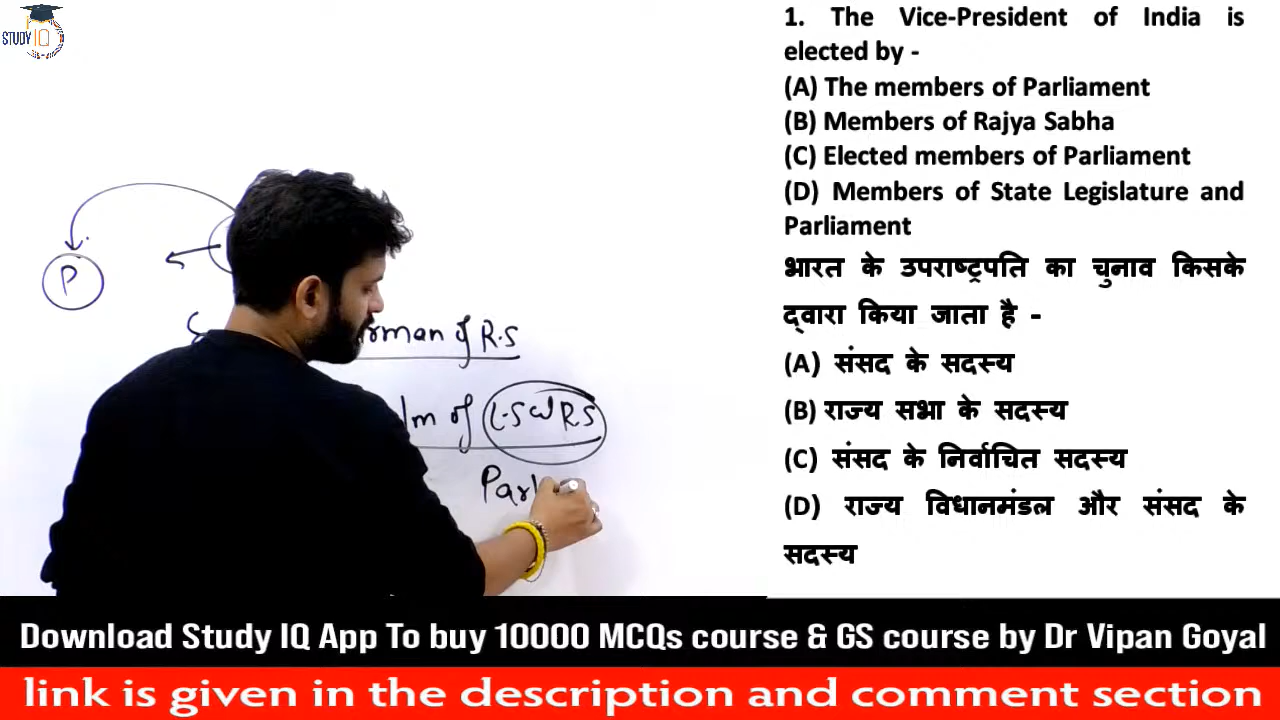 STUDY IQ
1. The Vice-President of India is
elected by -
(A) The members of Parliament
(B) Members of Rajya Sabha
(C) Elected members of Parliament
(D) Members of State Legislature and
Parliament
भारत के उपराष्ट्रपति का चुनाव किसके
द्वारा किया जाता है -
(A) संसद के सदस्य
(B) राज्य सभा के सदस्य
(C) संसद के निर्वाचित सदस्य
(D) राज्य विधानमंडल और संसद के
सदस्य
P
of R.S
of L.S R.S
Download Study IQ App To buy 10000 MCQs course & GS course by Dr Vipan Goyal
link is given in the description and comment section